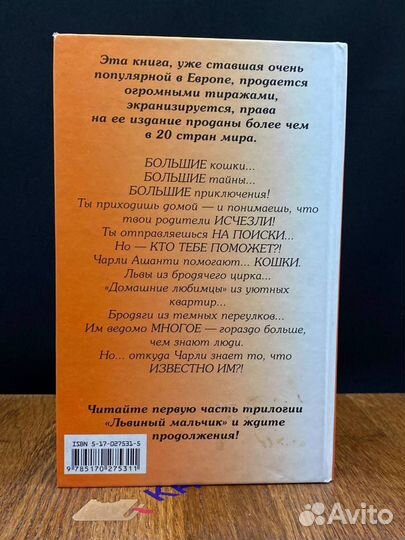 Эта книга, уже ставшая очень
популярной в Европе, продается
огромными тиражами,
экранизируется, права
на ее издание проданы более чем
в 20 стран мира.
БОЛЬШИЕ кошки...
БОЛЬШИЕ тайны...
БОЛЬШИЕ приключения!
Ты приходишь домой — и понимаешь, что
твои родители ИСЧЕЗЛИ!
Ты отправляешься НА ПОИСКИ...
Но — КТО ТЕБЕ ПОМОЖЕТ?!
Чарли Ашанти помогают... КОШКИ.
Львы из бродячего цирка...
«Домашние любимцы» из уютных
квартир...
Бродяги из темных переулков...
Им ведомо МНОГОЕ — гораздо больше,
чем знают люди.
Но... откуда Чарли знает то, что
ИЗВЕСТНО ИМ?!
Читайте первую часть трилогии
«Львиный мальчик» и ждите
продолжения!
ISBN 5-17-027531-5
9 785170 275311
Avito